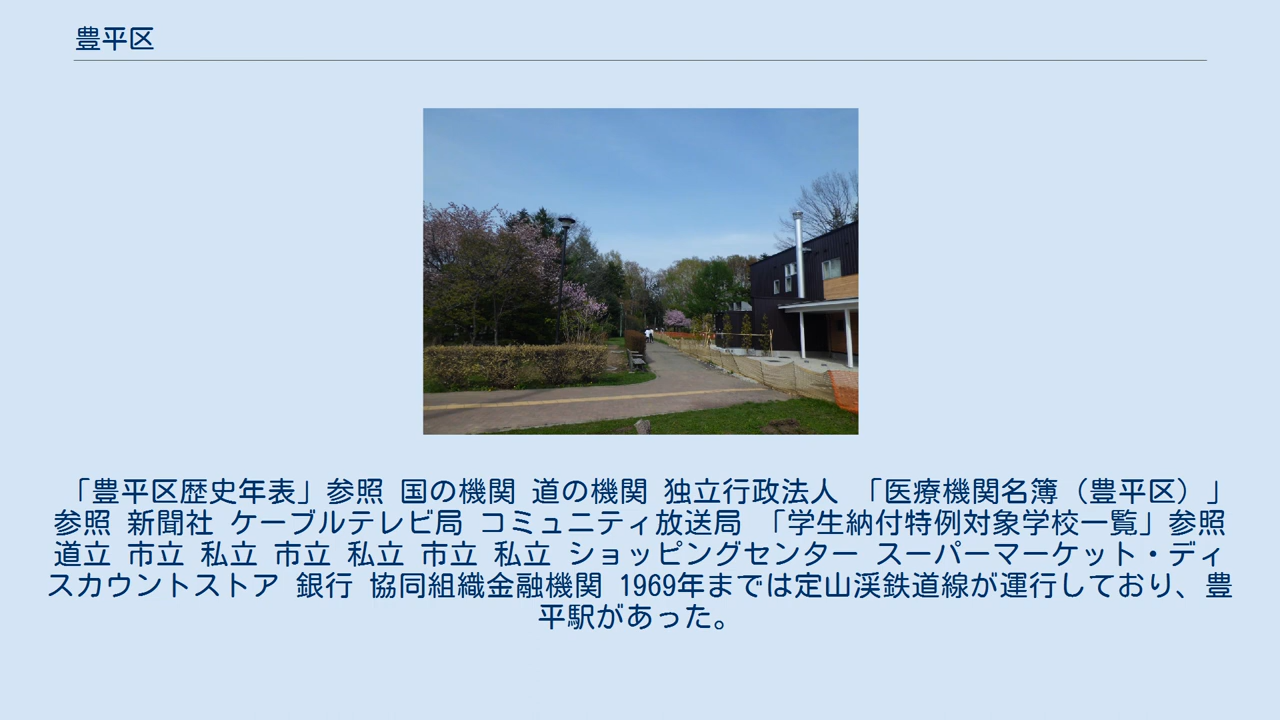 豊平区
「豊平区歴史年表」参照 国の機関 道の機関 独立行政法人 「医療機関名簿（豊平区）」
参照 新聞社 ケーブルテレビ局 コミュニティ放送局 「学生納付特例対象学校一覧」参照
道立 市立 私立 市立 私立 市立 私立 ショッピングセンター スーパーマーケット・ディ
スカウントストア 銀行 協同組織金融機関 1969年までは定山渓鉄道線が運行しており、豊
平駅があった。